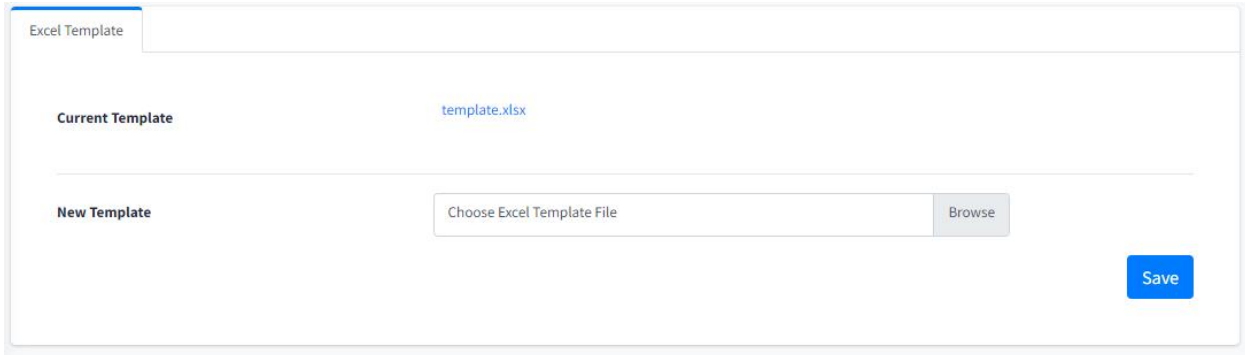 Excel Template
Current Template template.xlsx
New Template Choose Excel Template File Browse
Save